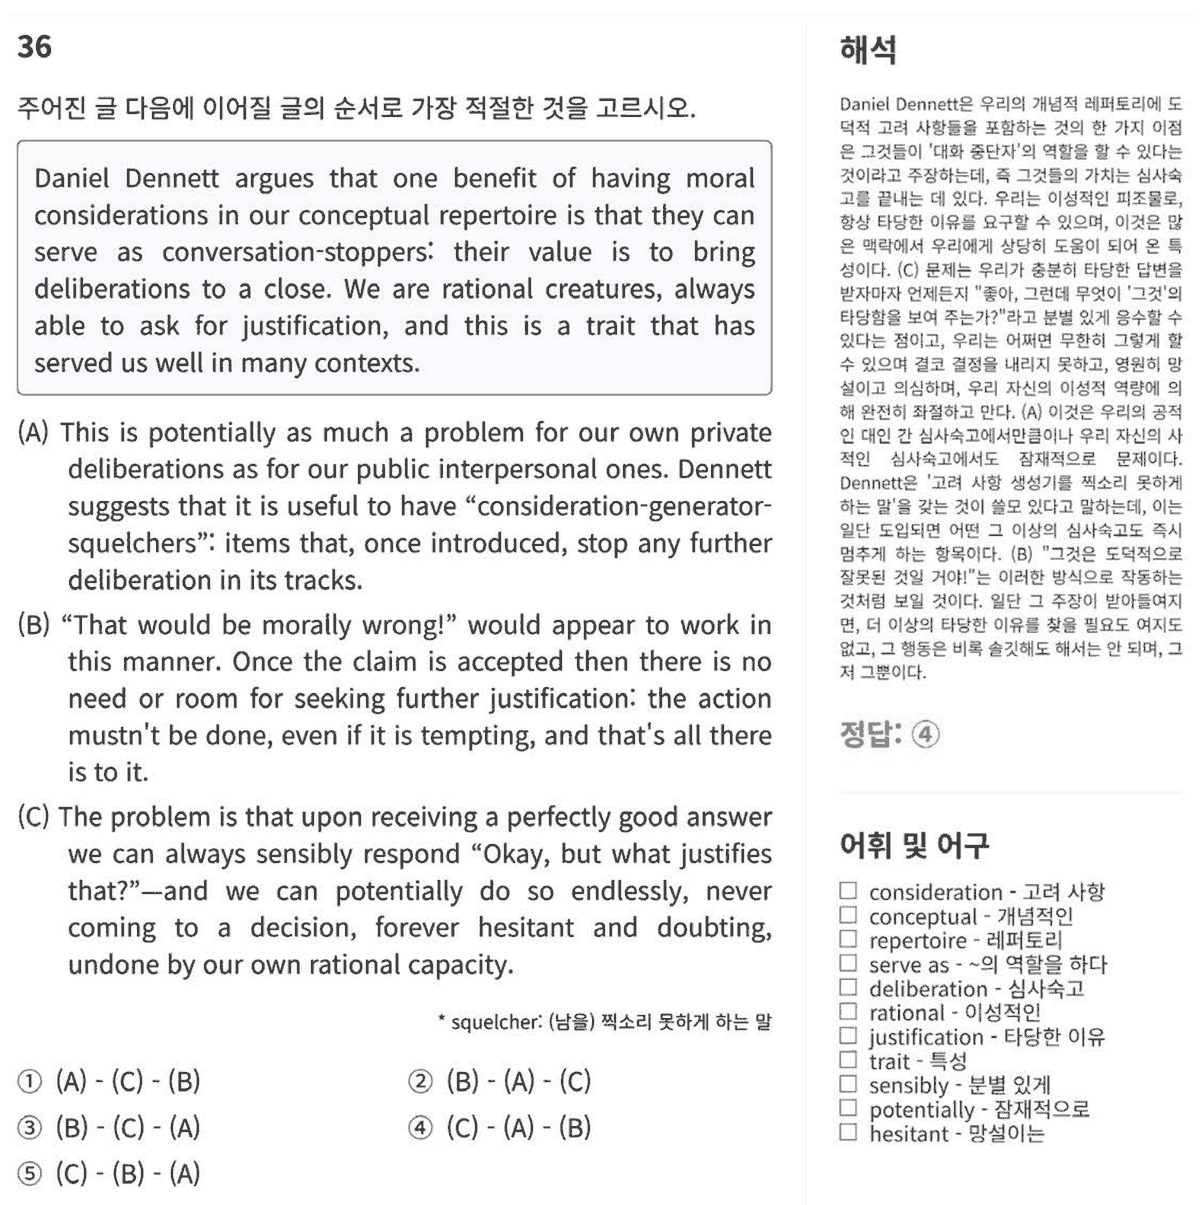 36
주어진 글 다음에 이어질 글의 순서로 가장 적절한 것을 고르시오.
Daniel Dennett argues that one benefit of having moral
considerations in our conceptual repertoire is that they can
serve as conversation-stoppers: their value is to bring
deliberations to a close. We are rational creatures, always
able to ask for justification, and this is a trait that has
served us well in many contexts.
(A) This is potentially as much a problem for our own private
deliberations as for our public interpersonal ones. Dennett
suggests that it is useful to have “consideration-generator-
squelchers”: items that, once introduced, stop any further
deliberation in its tracks.
(B) “That would be morally wrong!” would appear to work in
this manner. Once the claim is accepted then there is no
need or room for seeking further justification: the action
mustn't be done, even if it is tempting, and that's all there
is to it.
(C) The problem is that upon receiving a perfectly good answer
we can always sensibly respond “Okay, but what justifies
that?”—and we can potentially do so endlessly, never
coming to a decision, forever hesitant and doubting,
undone by our own rational capacity.
* squelcher: (남을) 찍소리 못하게 하는 말
① (A) - (C) - (B)
② (B) - (A) - (C)
③ (B) - (C) - (A)
④ (C) - (A) - (B)
⑤ (C) - (B) - (A)
해석
Daniel Dennett은 우리의 개념적 레퍼토리에 도
덕적 고려 사항들을 포함하는 것의 한 가지 이점
은 그것들이 '대화 중단자'의 역할을 할 수 있다는
것이라고 주장하는데, 즉 그것들의 가치는 심사숙
고를 끝내는 데 있다. 우리는 이성적인 피조물로,
항상 타당한 이유를 요구할 수 있으며, 이것은 많
은 맥락에서 우리에게 상당히 도움이 되어 온 특
성이다. (C) 문제는 우리가 충분히 타당한 답변을
받자마자 언제든지 "좋아, 그런데 무엇이 '그것'의
타당함을 보여 주는가?"라고 분별 있게 응수할 수
있다는 점이고, 우리는 어쩌면 무한히 그렇게 할
수 있으며 결코 결정을 내리지 못하고, 영원히 망
설이고 의심하며, 우리 자신의 이성적 역량에 의
해 완전히 좌절하고 만다. (A) 이것은 우리의 공적
인 대인 간 심사숙고에서만큼이나 우리 자신의 사
적인 심사숙고에서도 잠재적으로 문제이다.
Dennett은 '고려 사항 생성기를 찍소리 못하게
하는 말'을 갖는 것이 쓸모 있다고 말하는데, 이는
일단 도입되면 어떤 그 이상의 심사숙고도 즉시
멈추게 하는 항목이다. (B) "그것은 도덕적으로
잘못된 것일 거야!"는 이러한 방식으로 작동하는
것처럼 보일 것이다. 일단 그 주장이 받아들여지
면, 더 이상의 타당한 이유를 찾을 필요도 여지도
없고, 그 행동은 비록 솔깃해도 해서는 안 되며, 그
저 그뿐이다.
정답: ④
어휘 및 어구
□ consideration - 고려 사항
□ conceptual - 개념적인
□ repertoire - 레퍼토리
□ serve as - ~의 역할을 하다
□ deliberation - 심사숙고
□ rational - 이성적인
□ justification - 타당한 이유
□ trait - 특성
□ sensibly - 분별 있게
□ potentially - 잠재적으로
□ hesitant - 망설이는